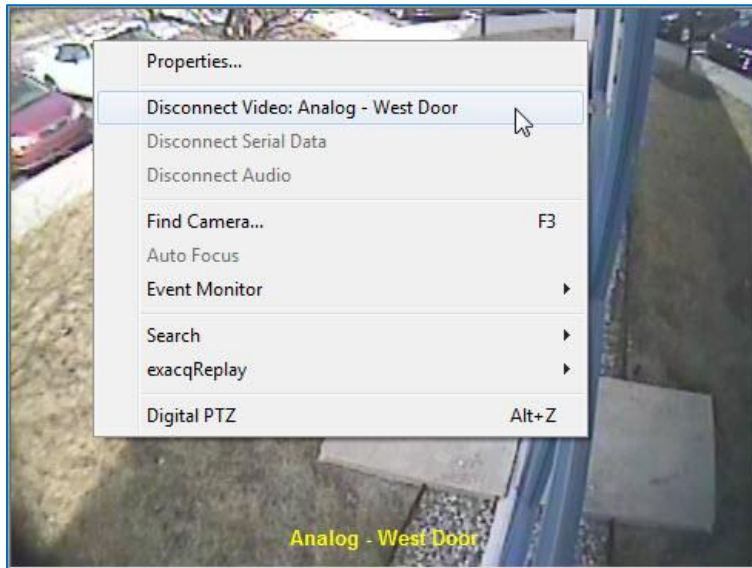 Properties...
Disconnect Video: Analog - West Door
Disconnect Serial Data
Disconnect Audio
Find Camera... F3
Auto Focus
Event Monitor
Search
exacqReplay
Digital PTZ Alt+Z
Analog - West Door